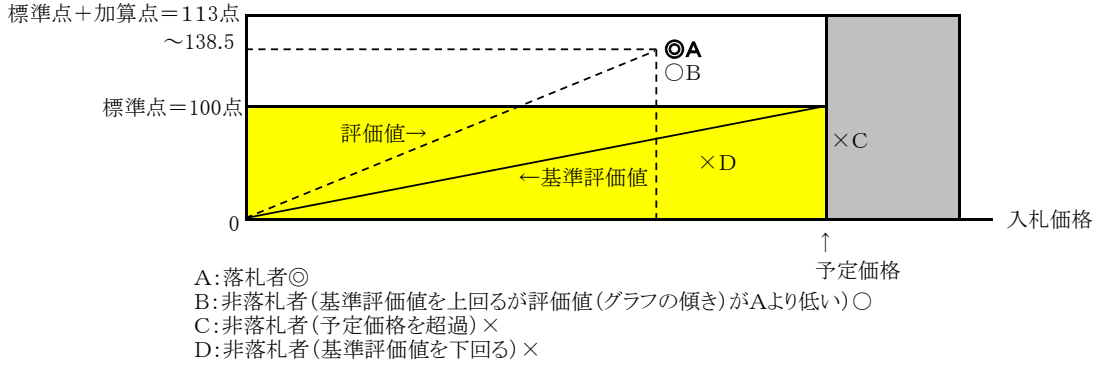 標準点＋加算点＝113点
～138.5
◎A
○B
標準点＝100点
評価値→
×C
×D
←基準評価値
0
入札価格
↑
予定価格
A：落札者◎
B：非落札者（基準評価値を上回るが評価値（グラフの傾き）がAより低い）○
C：非落札者（予定価格を超過）×
D：非落札者（基準評価値を下回る）×